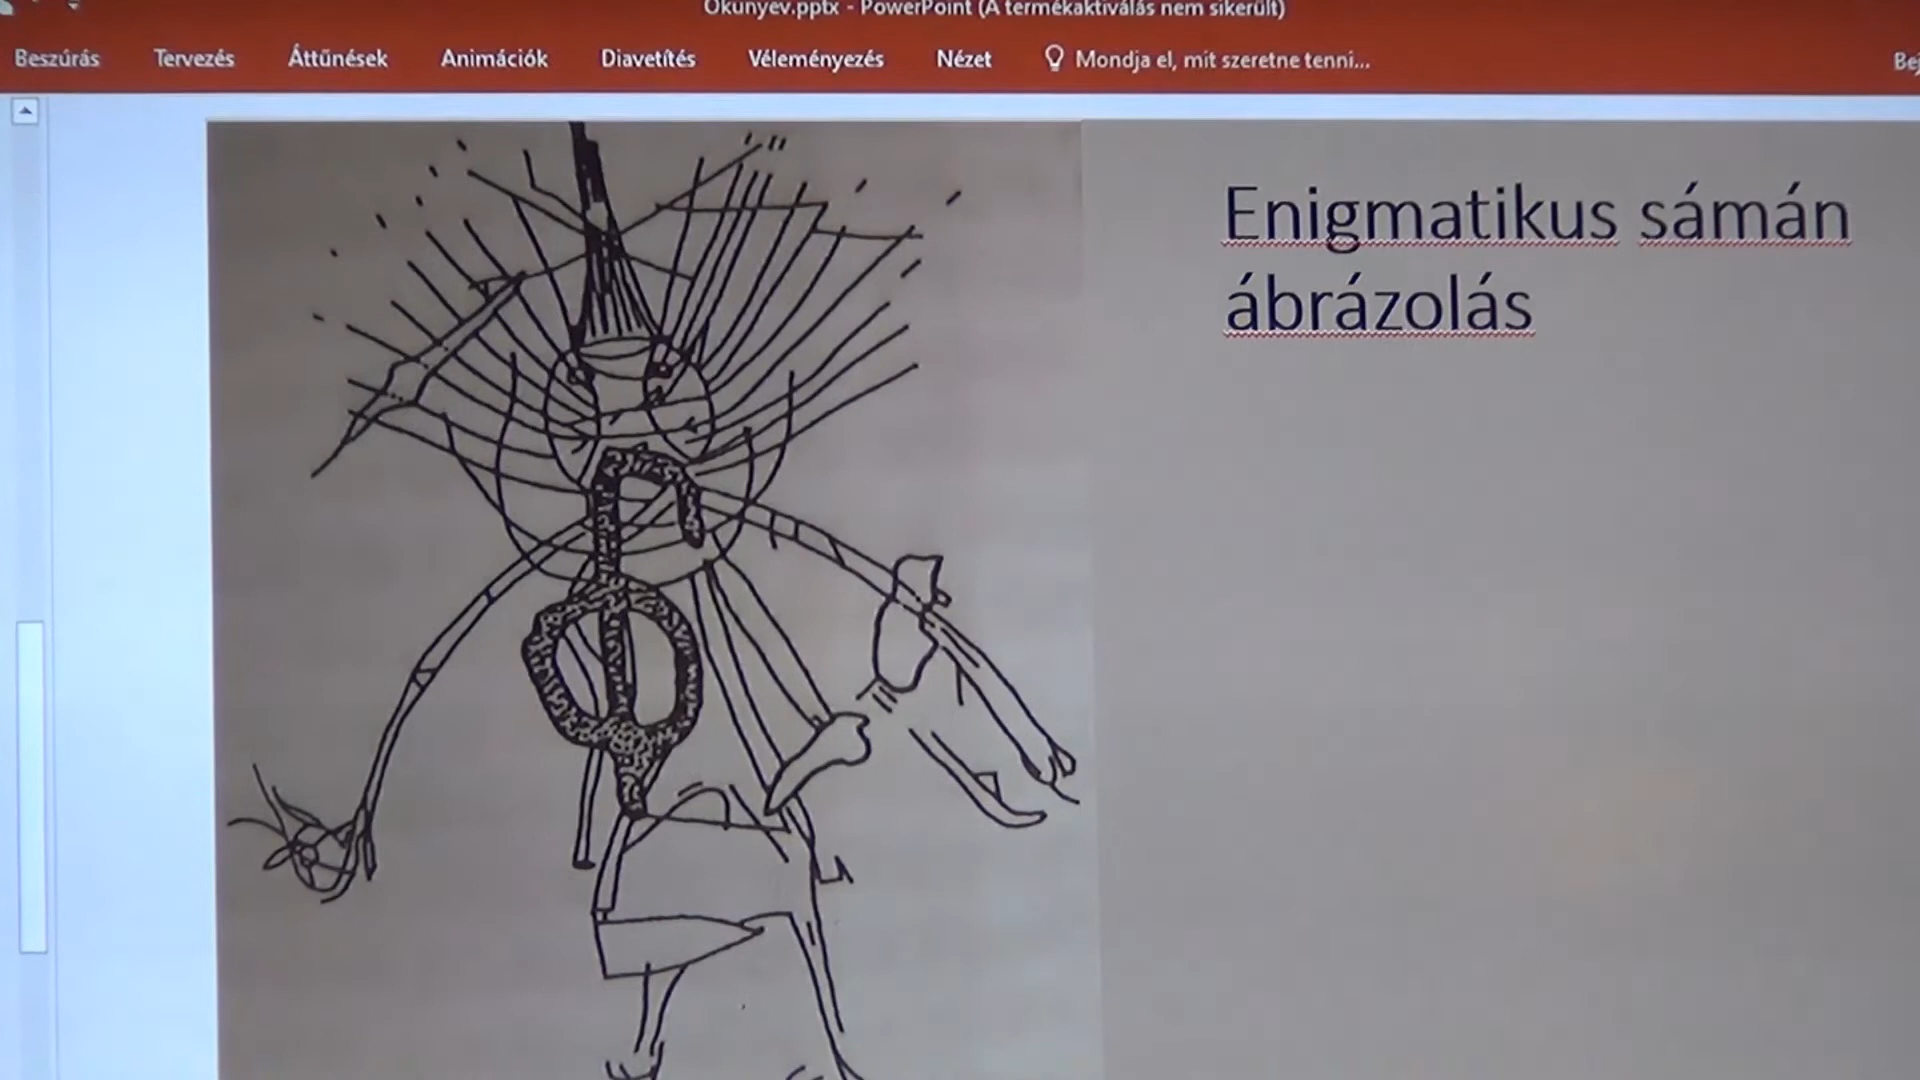 Okunyev.pptx - PowerPoint (A termékaktiválás nem sikerült)
Beszúrás Tervezés Áttűnések Animációk Diavetítés Véleményezés Nézet Mondja el, mit szeretne tenni...
Enigmatikus sámán
ábrázolás